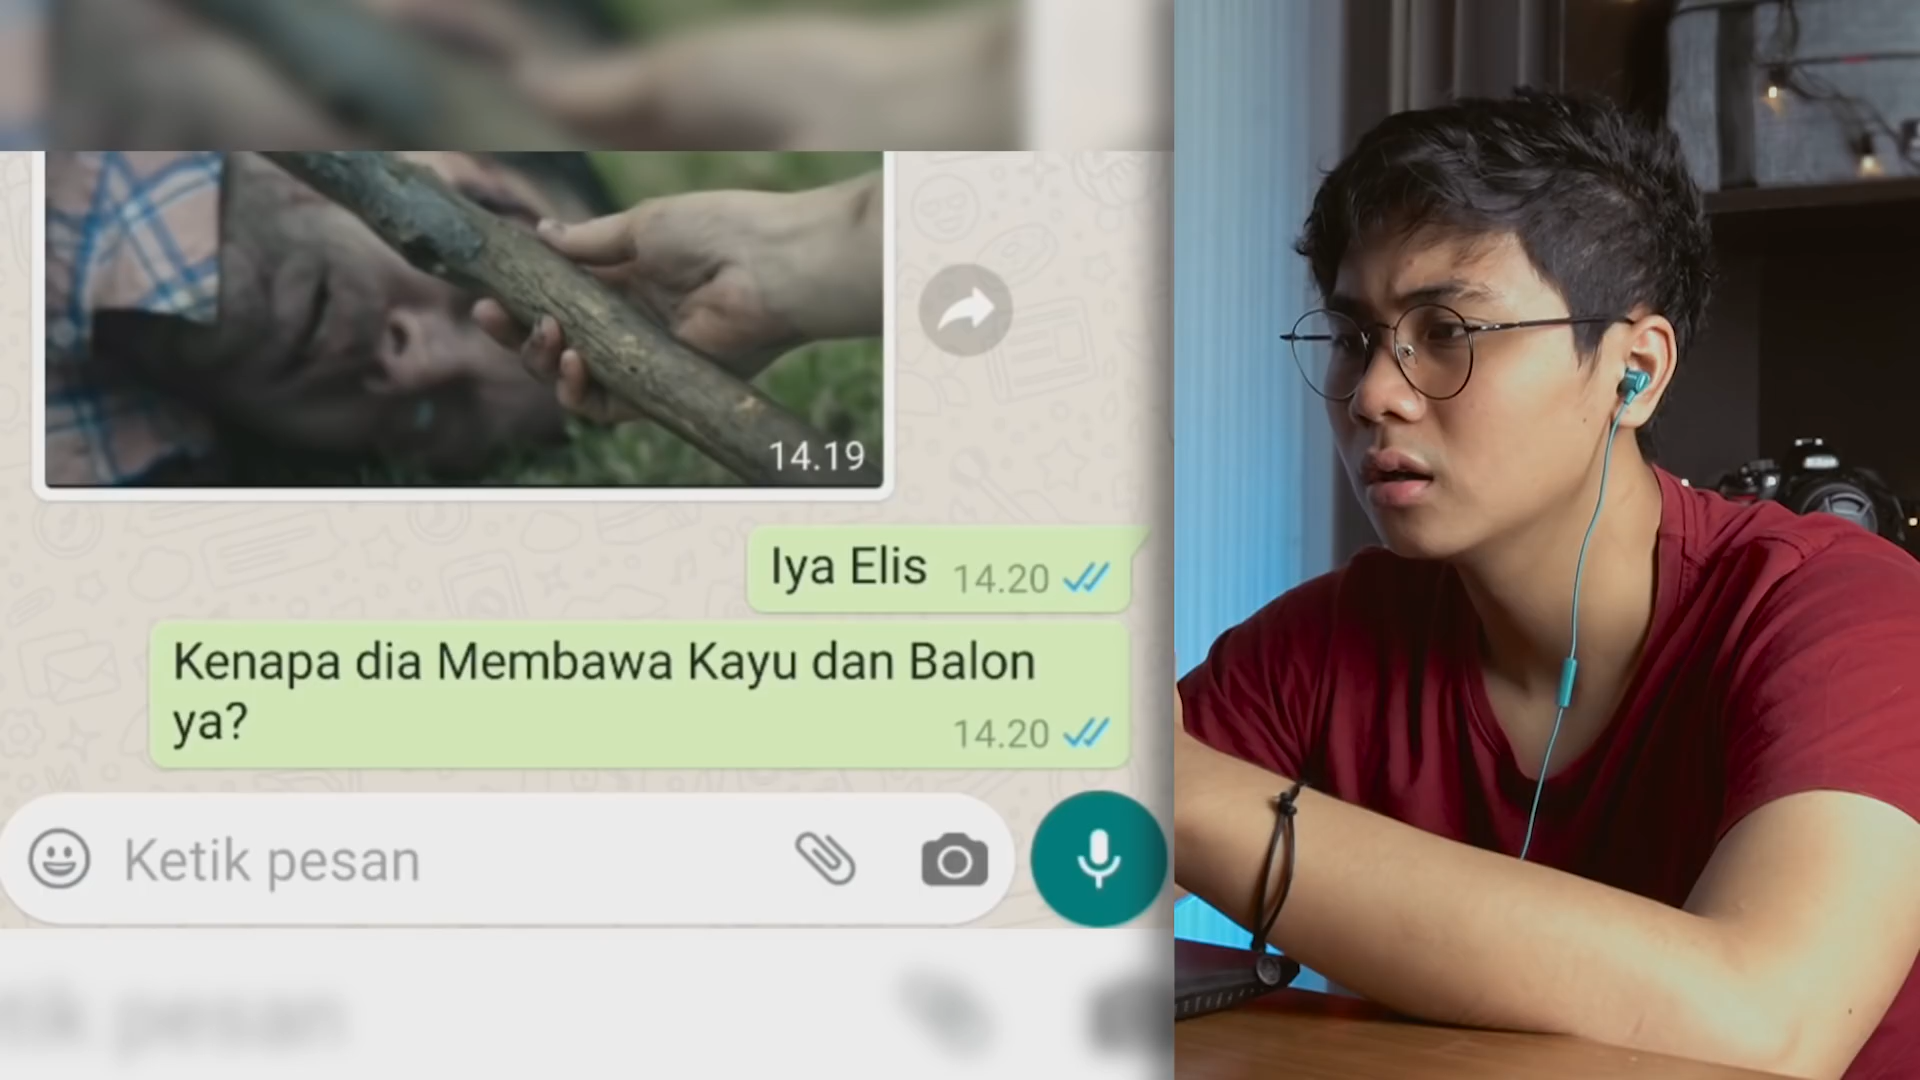 14.19
Iya Elis 14.20
Kenapa dia Membawa Kayu dan Balon
ya? 14.20
Ketik pesan